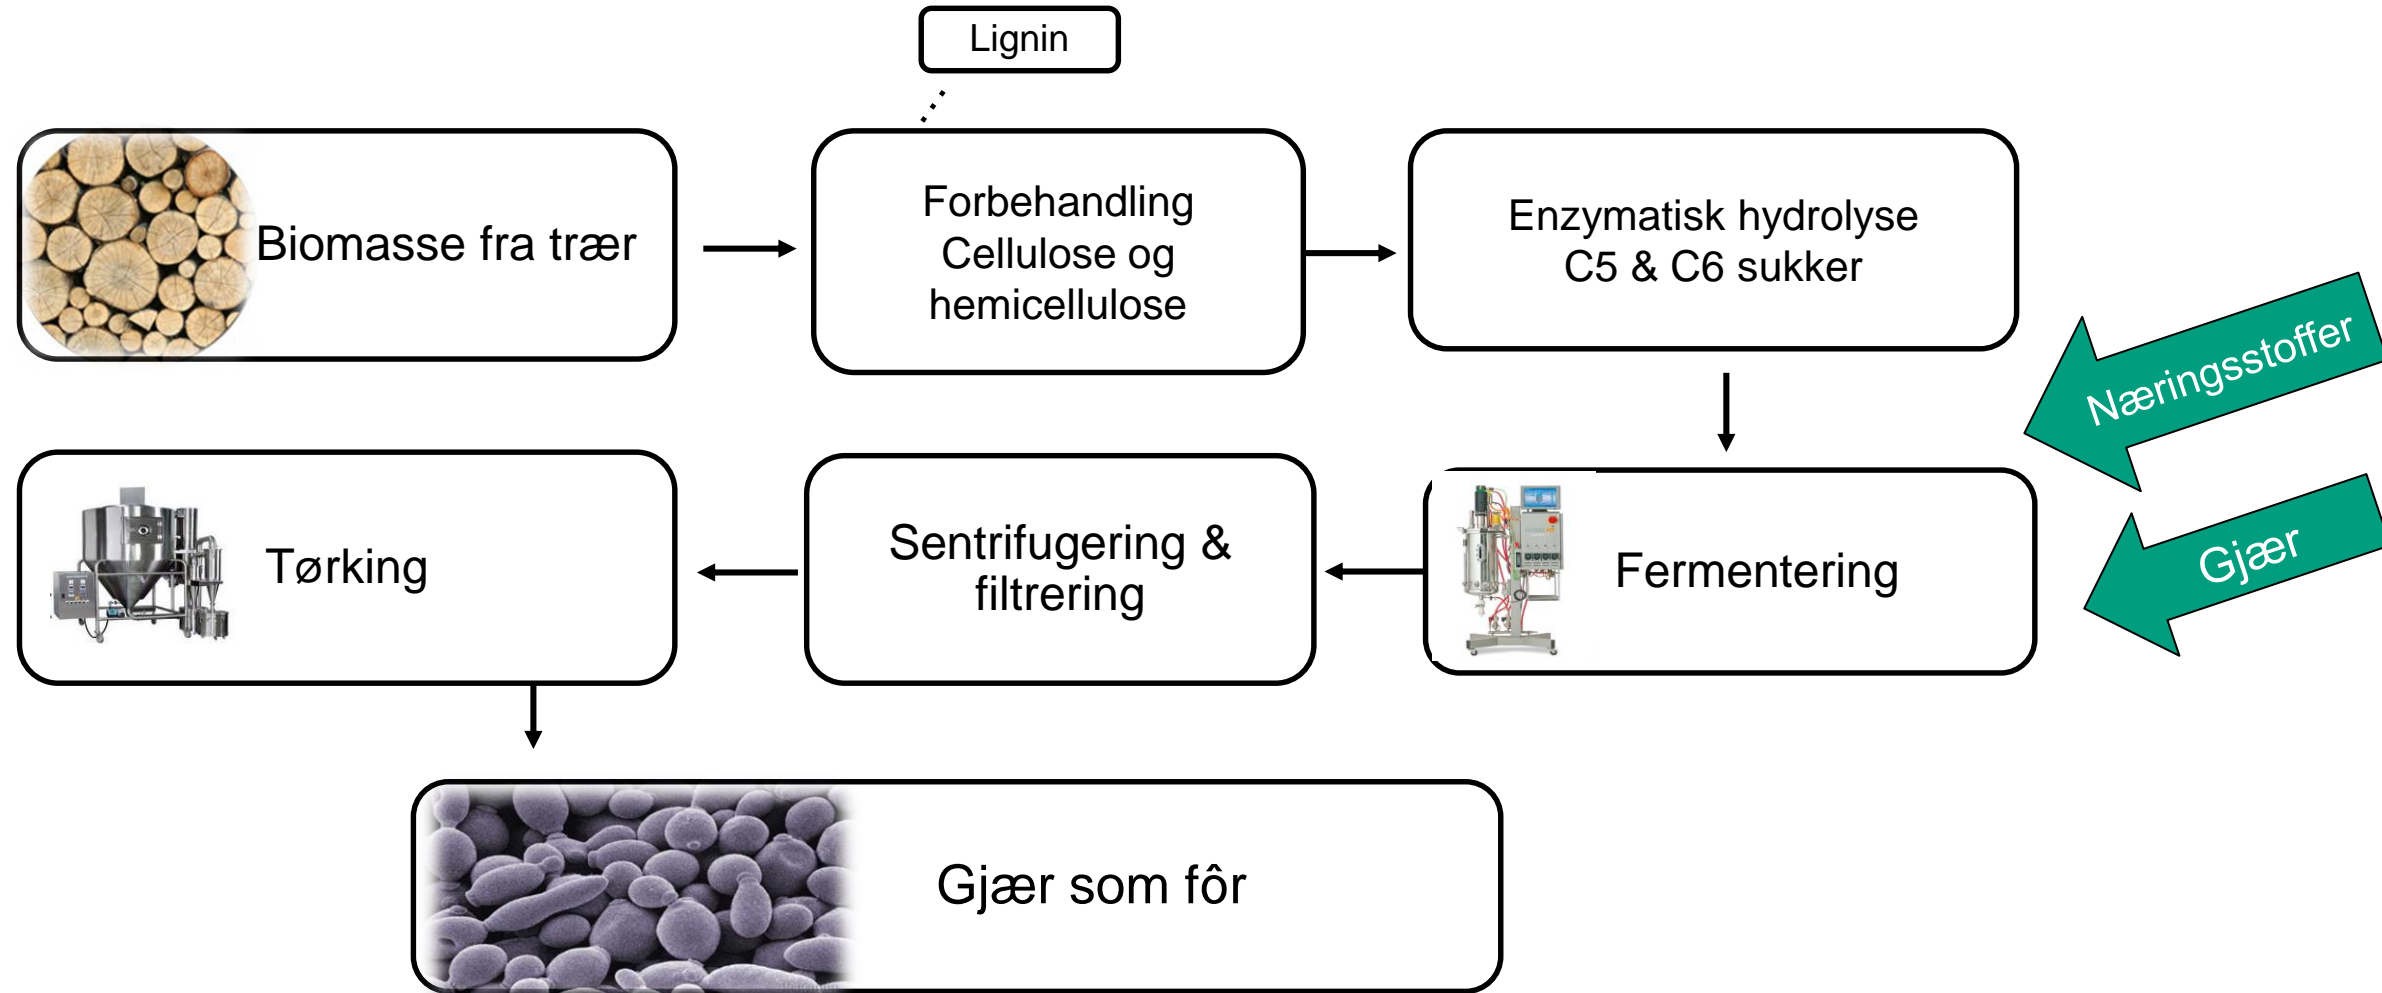 Lignin
Biomasse fra trær
Forbehandling
Cellulose og
hemicellulose
Enzymatisk hydrolyse
C5 & C6 sukker
Næringsstoffer
Gjær
Fermentering
Sentrifugering &
filtrering
Tørking
Gjær som fôr